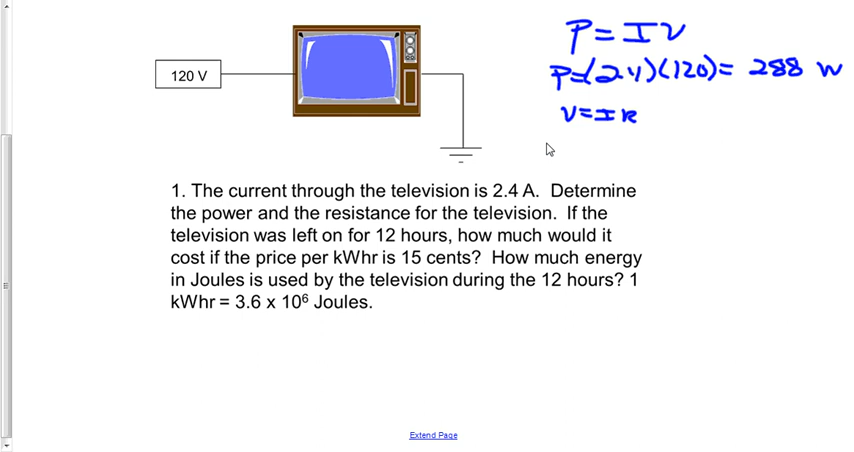 120 V
P = IV
P=(2.4)(120) = 288 W
V = IR
1. The current through the television is 2.4 A. Determine
the power and the resistance for the television. If the
television was left on for 12 hours, how much would it
cost if the price per kWhr is 15 cents? How much energy
in Joules is used by the television during the 12 hours? 1
kWhr = 3.6 x 10⁶ Joules.
Extend Page